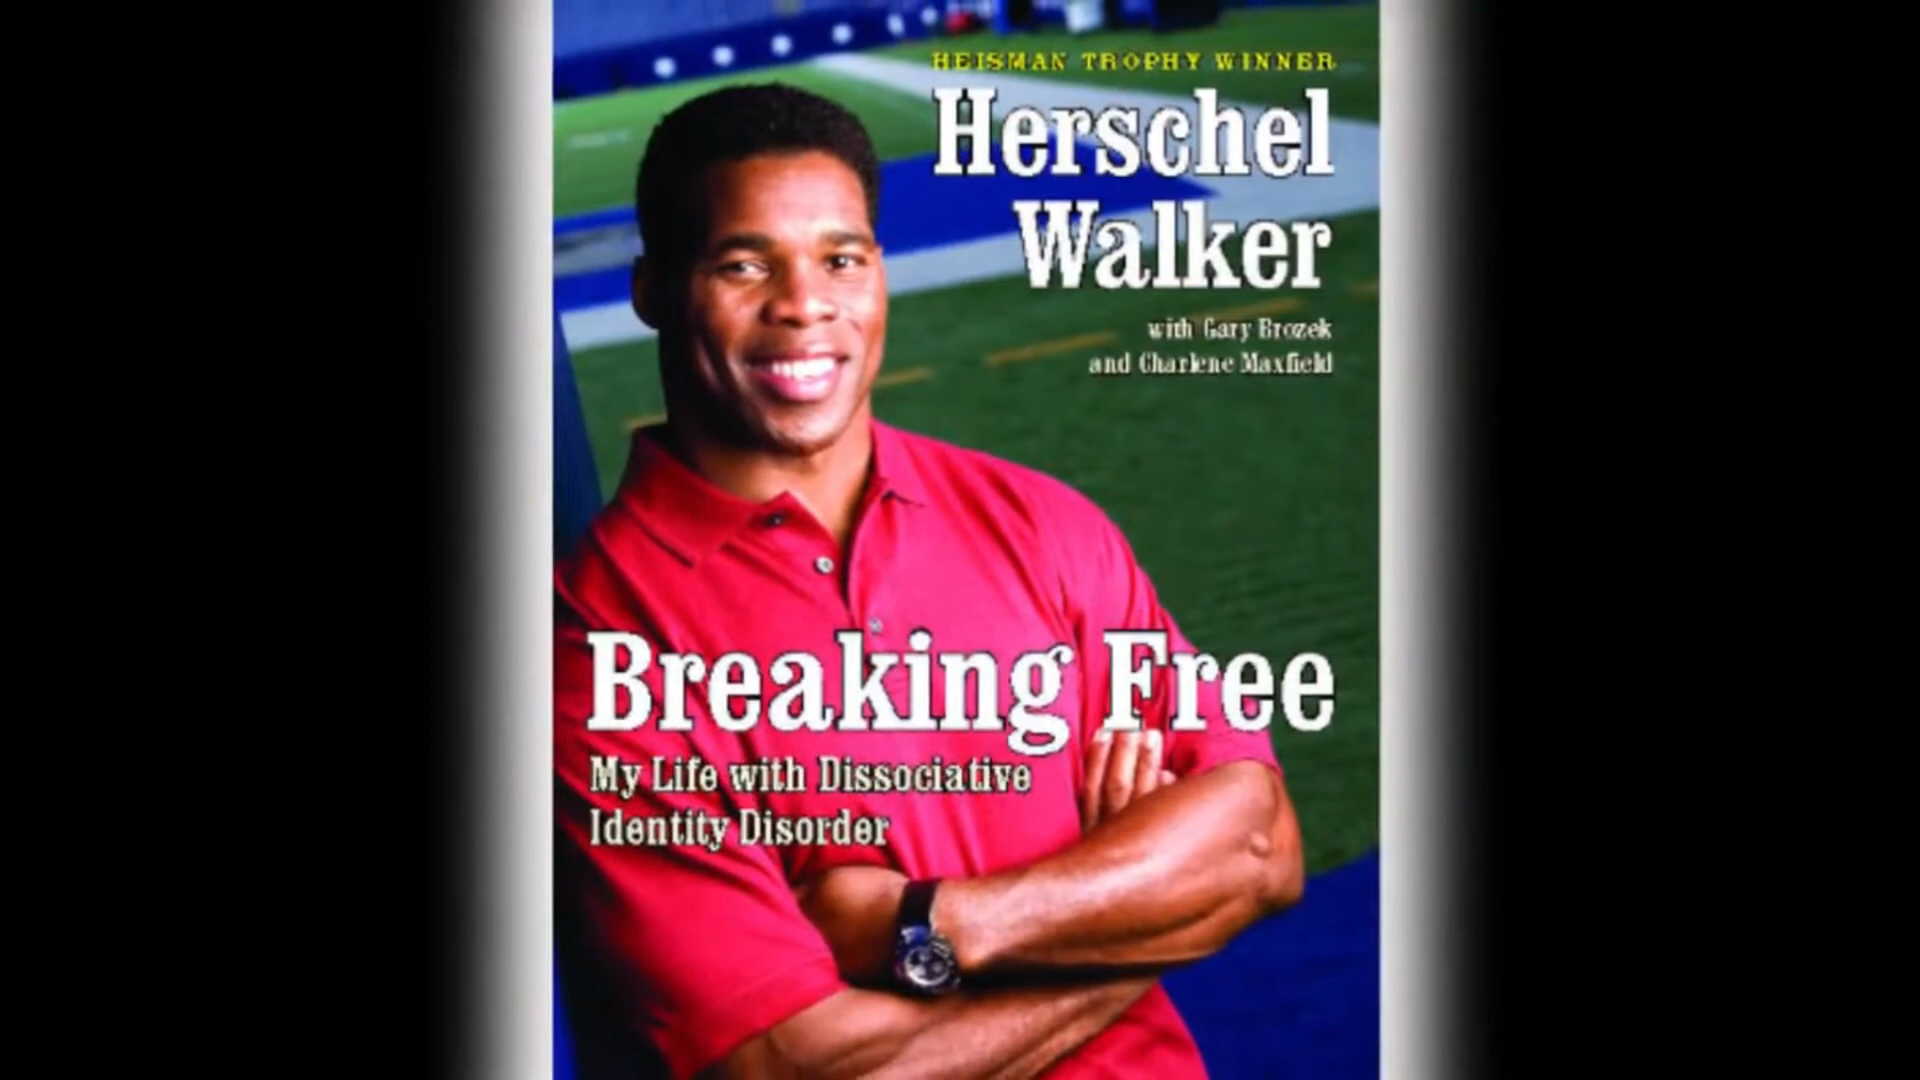 HEISMAN TROPHY WINNER
Herschel
Walker
with Gary Brozek
and Charlene Maxfield
Breaking Free
My Life with Dissociative
Identity Disorder